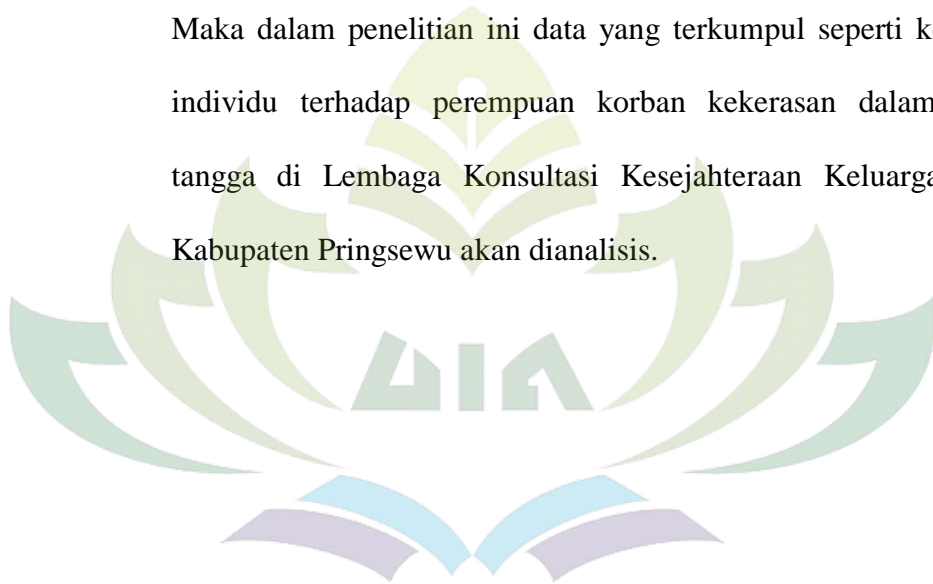 Maka dalam penelitian ini data yang terkumpul seperti
individu terhadap perempuan korban kekerasan dalam
tangga di Lembaga Konsultasi Kesejahteraan Keluarga
Kabupaten Pringsewu akan dianalisis.
UIN